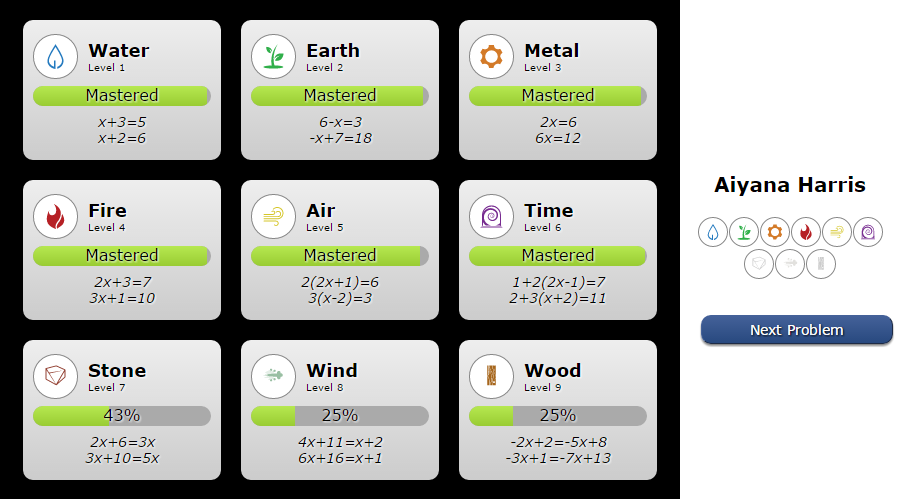 Water
Level 1
Mastered
x+3=5
x+2=6
Earth
Level 2
Mastered
6-x=3
-x+7=18
Metal
Level 3
Mastered
2x=6
6x=12
Fire
Level 4
Mastered
2x+3=7
3x+1=10
Air
Level 5
Mastered
2(2x+1)=6
3(x-2)=3
Time
Level 6
Mastered
1+2(2x-1)=7
2+3(x+2)=11
Stone
Level 7
43%
2x+6=3x
3x+10=5x
Wind
Level 8
25%
4x+11=x+2
6x+16=x+1
Wood
Level 9
25%
-2x+2=-5x+8
-3x+1=-7x+13
Aiyana Harris
Next Problem